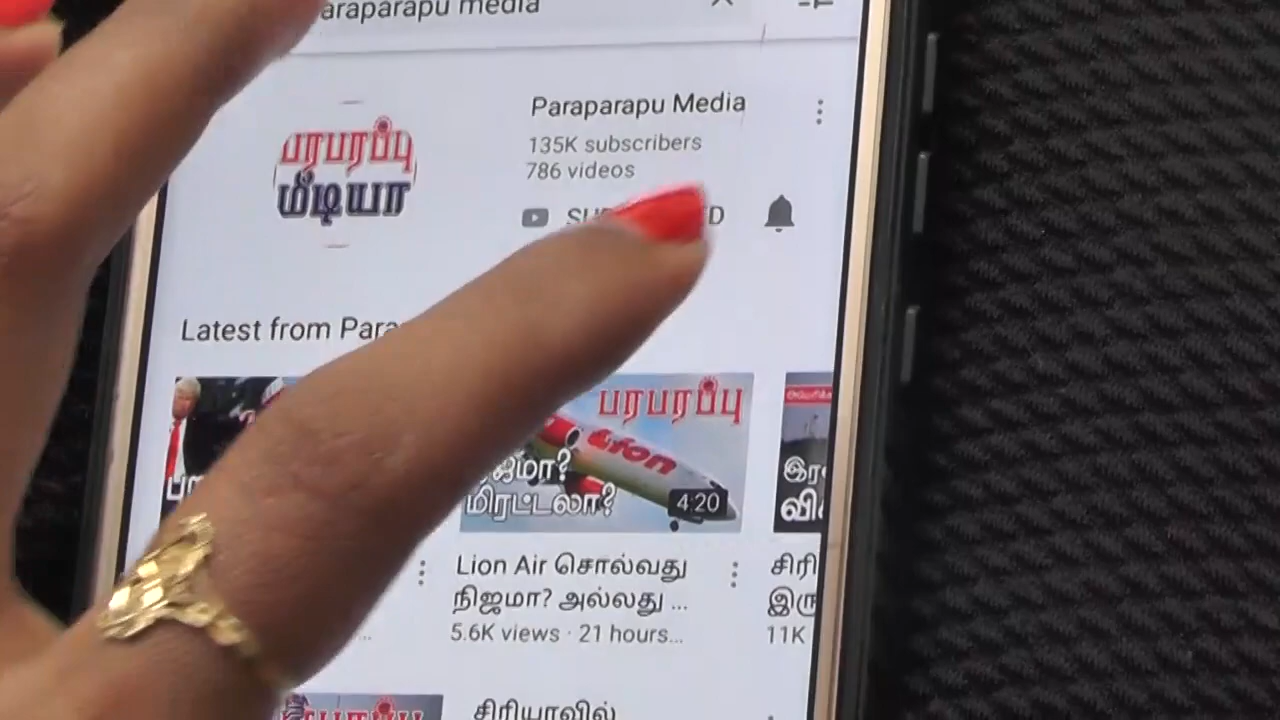 araparapu media
பரபரப்பு
மீடியா
Paraparapu Media
135K subscribers
786 videos
Latest from
பரபரப்பு
Lion
மிரட்டலா?
4:20
Lion Air சொல்வது
நிஜமா? அல்லது ...
5.6K views · 21 hours...
11K
பரபரப்பு
சிரியாவில்